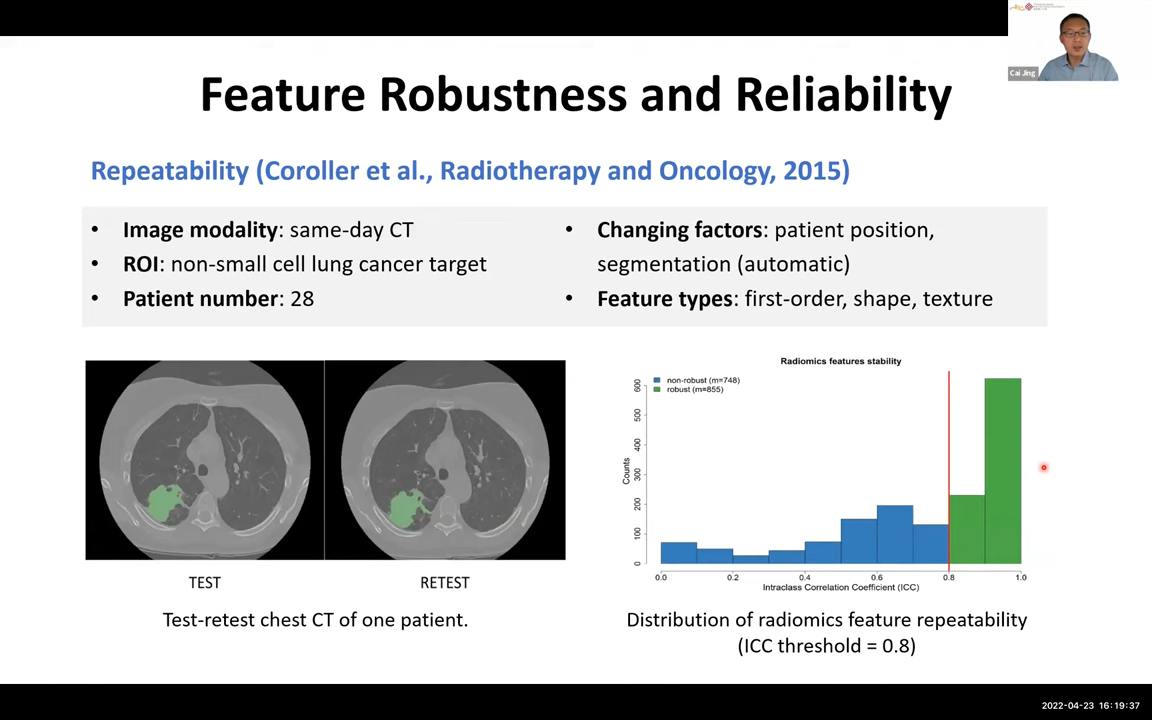 Cai Jing
Feature Robustness and Reliability
Repeatability (Coroller et al., Radiotherapy and Oncology, 2015)
• Image modality: same-day CT
• ROI: non-small cell lung cancer target
• Patient number: 28
• Changing factors: patient position,
segmentation (automatic)
• Feature types: first-order, shape, texture
TEST
RETEST
Test-retest chest CT of one patient.
Radiomics features stability
non-robust (m=748)
robust (m=855)
Counts
600
500
400
300
200
100
0
0.0 0.2 0.4 0.6 0.8 1.0
Intraclass Correlation Coefficient (ICC)
Distribution of radiomics feature repeatability
(ICC threshold = 0.8)
2022-04-23 16:19:37